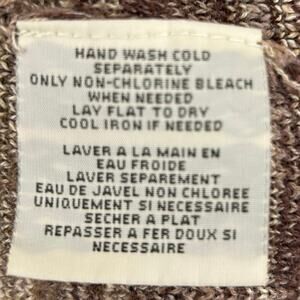 HAND WASH COLD
SEPARATELY
ONLY NON-CHLORINE BLEACH
WHEN NEEDED
LAY FLAT TO DRY
COOL IRON IF NEEDED
LAVER A LA MAIN EN
EAU FROIDE
LAVER SEPAREMENT
EAU DE JAVEL NON CHLOREE
UNIQUEMENT SI NECESSAIRE
SECHER A PLAT
REPASSER A FER DOUX SI
NECESSAIRE